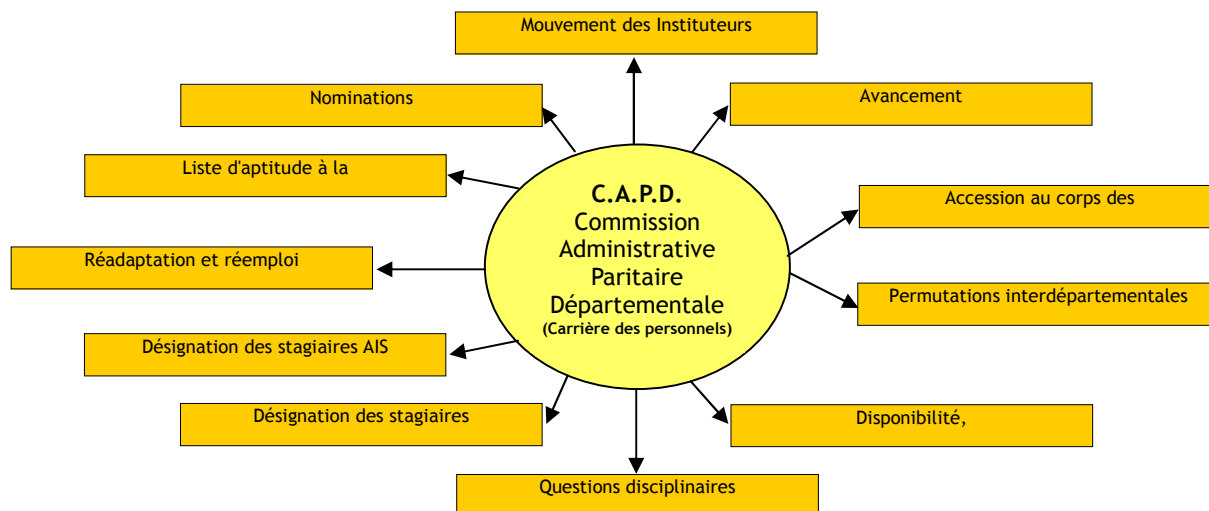 Mouvement des Instituteurs
Nominations
Avancement
Liste d'aptitude à la
Accession au corps des
C.A.P.D.
Commission
Administrative
Paritaire
Départementale
(Carrière des personnels)
Réadaptation et réemploi
Permutations interdépartementales
Désignation des stagiaires AIS
Désignation des stagiaires
Disponibilité,
Questions disciplinaires